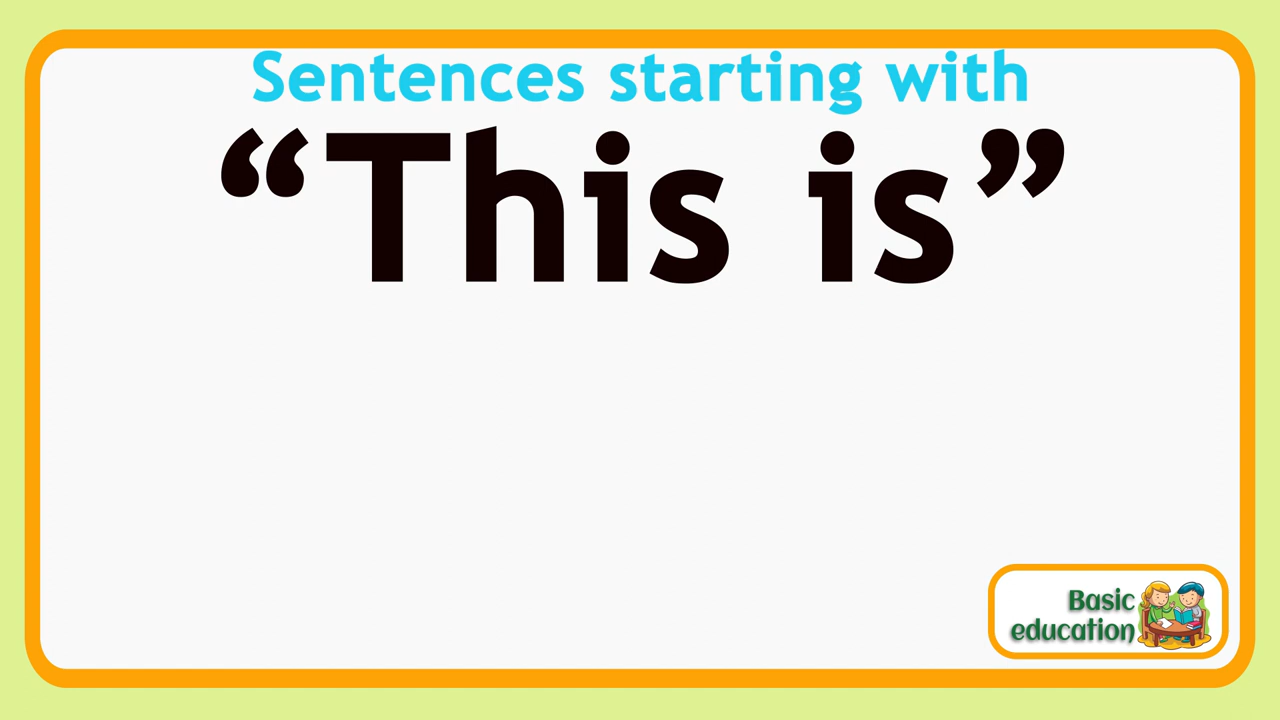 Sentences starting with
“This is”
Basic
education